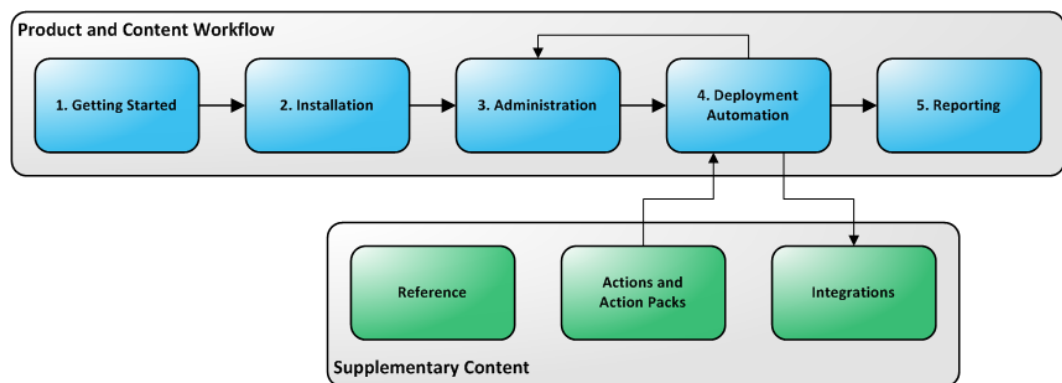 Product and Content Workflow
1. Getting Started
2. Installation
3. Administration
4. Deployment
Automation
5. Reporting
Reference
Actions and
Action Packs
Integrations
Supplementary Content